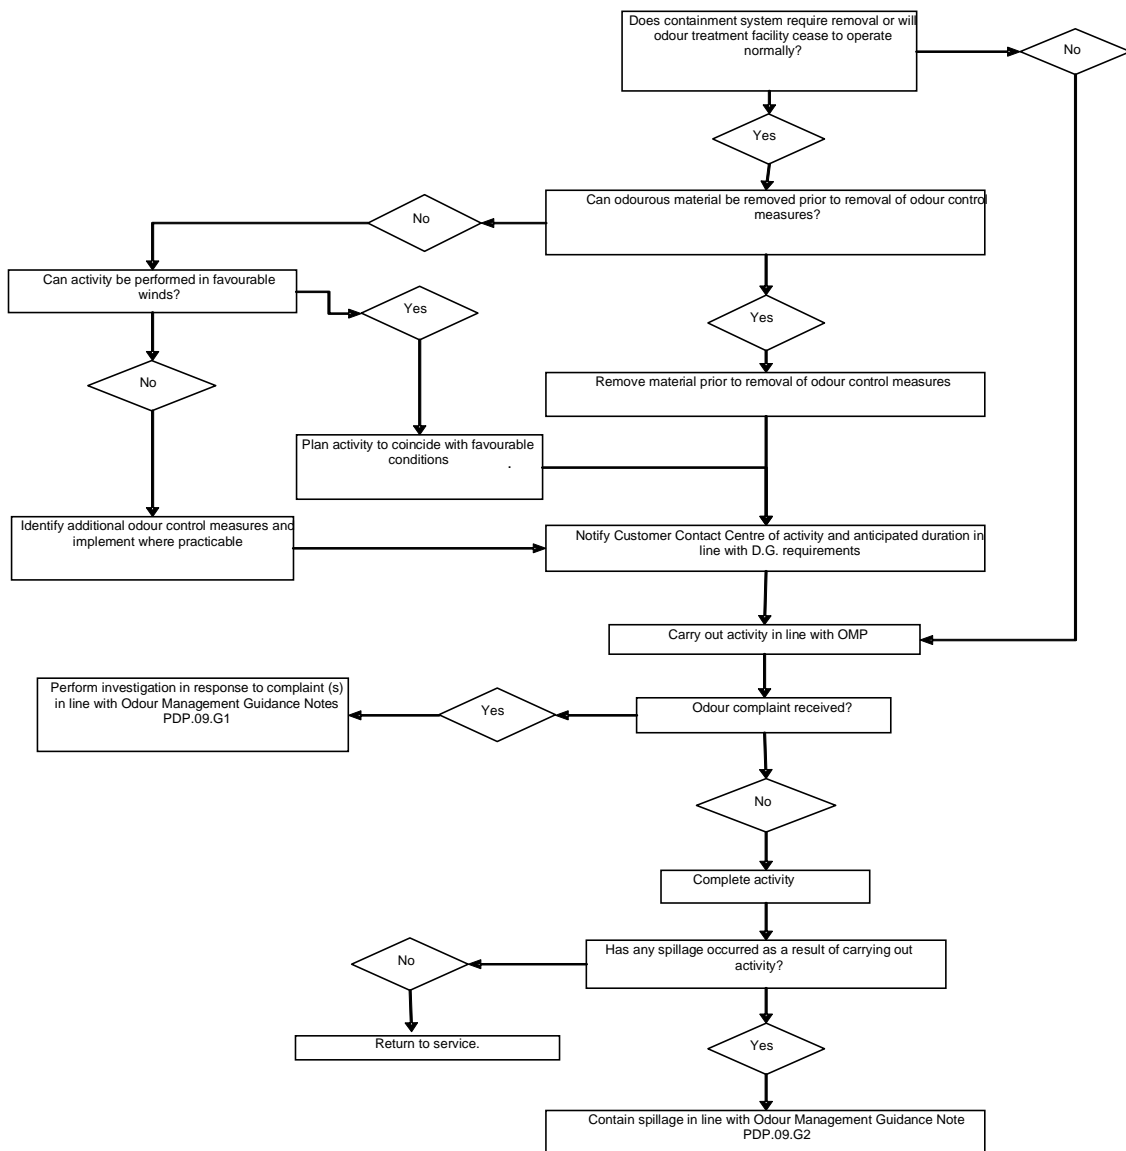 Does containment system require removal or will
odour treatment facility cease to operate
normally?
No
Yes
Can odourous material be removed prior to removal of odour control
measures?
No
Can activity be performed in favourable
winds?
Yes
Yes
No
Remove material prior to removal of odour control measures
Plan activity to coincide with favourable
conditions
.
Identify additional odour control measures and
implement where practicable
Notify Customer Contact Centre of activity and anticipated duration in
line with D.G. requirements
Carry out activity in line with OMP
Perform investigation in response to complaint (s)
in line with Odour Management Guidance Notes
PDP.09.G1
Yes
Odour complaint received?
No
Complete activity
Has any spillage occurred as a result of carrying out
activity?
No
Return to service.
Yes
Contain spillage in line with Odour Management Guidance Note
PDP.09.G2